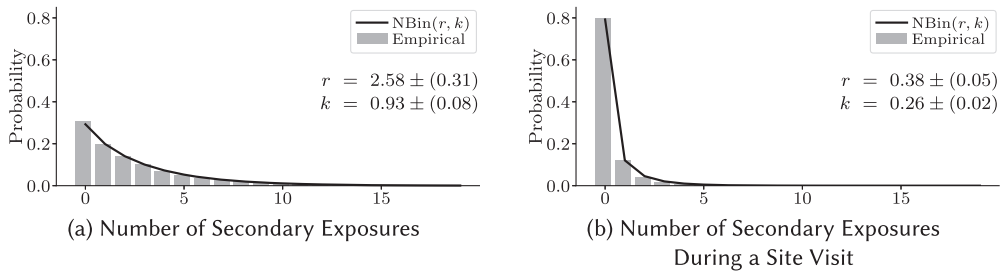 0.8
0.6
0.4
0.2
0.0
Probability
NBin(r, k)
Empirical
r = 2.58 ± (0.31)
k = 0.93 ± (0.08)
0 5 10 15
(a) Number of Secondary Exposures
0.8
0.6
0.4
0.2
0.0
Probability
NBin(r, k)
Empirical
r = 0.38 ± (0.05)
k = 0.26 ± (0.02)
0 5 10 15
(b) Number of Secondary Exposures
During a Site Visit